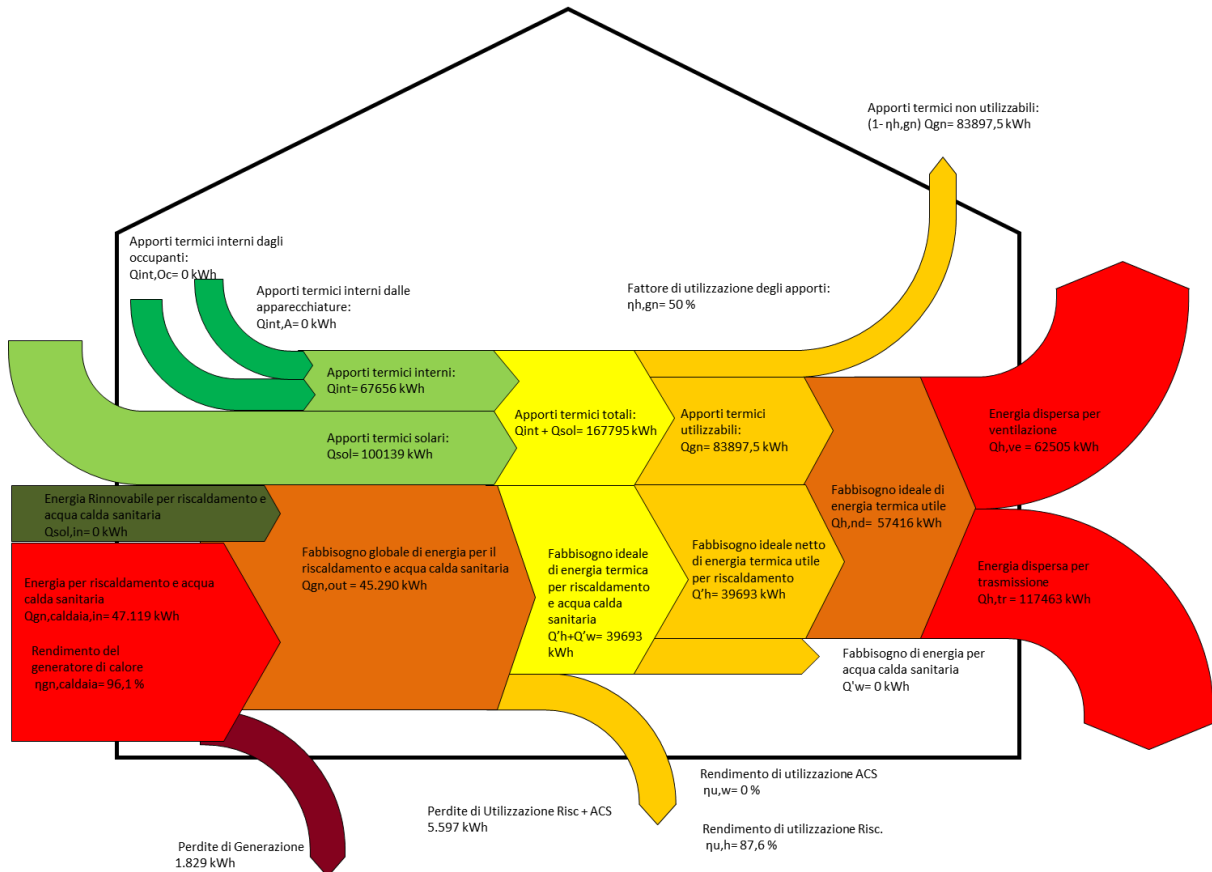 Apporti termici non utilizzabili:
(1- ηh,gn) Qgn= 83897,5 kWh
Apporti termici interni dagli
occupanti:
Qint,Oc= 0 kWh
Apporti termici interni dalle
apparecchiature:
Qint,A= 0 kWh
Fattore di utilizzazione degli apporti:
ηh,gn= 50 %
Apporti termici interni:
Qint= 67656 kWh
Apporti termici solari:
Qsol= 100139 kWh
Apporti termici totali:
Qint + Qsol= 167795 kWh
Apporti termici
utilizzabili:
Qgn= 83897,5 kWh
Energia dispersa per
ventilazione
Qh,ve = 62505 kWh
Energia Rinnovabile per riscaldamento e
acqua calda sanitaria
Qsol,in= 0 kWh
Fabbisogno ideale di
energia termica utile
Qh,nd= 57416 kWh
Energia per riscaldamento e acqua
calda sanitaria
Qgn,caldaia,in= 47.119 kWh
Rendimento del
generatore di calore
ηgn,caldaia= 96,1 %
Fabbisogno globale di energia per il
riscaldamento e acqua calda sanitaria
Qgn,out = 45.290 kWh
Fabbisogno ideale
di energia termica
per riscaldamento
e acqua calda
sanitaria
Q'h+Q'w= 39693
kWh
Fabbisogno ideale netto
di energia termica utile
per riscaldamento
Q'h= 39693 kWh
Energia dispersa per
trasmissione
Qh,tr = 117463 kWh
Fabbisogno di energia per
acqua calda sanitaria
Q'w= 0 kWh
Rendimento di utilizzazione ACS
ηu,w= 0 %
Perdite di Utilizzazione Risc + ACS
5.597 kWh
Rendimento di utilizzazione Risc.
ηu,h= 87,6 %
Perdite di Generazione
1.829 kWh